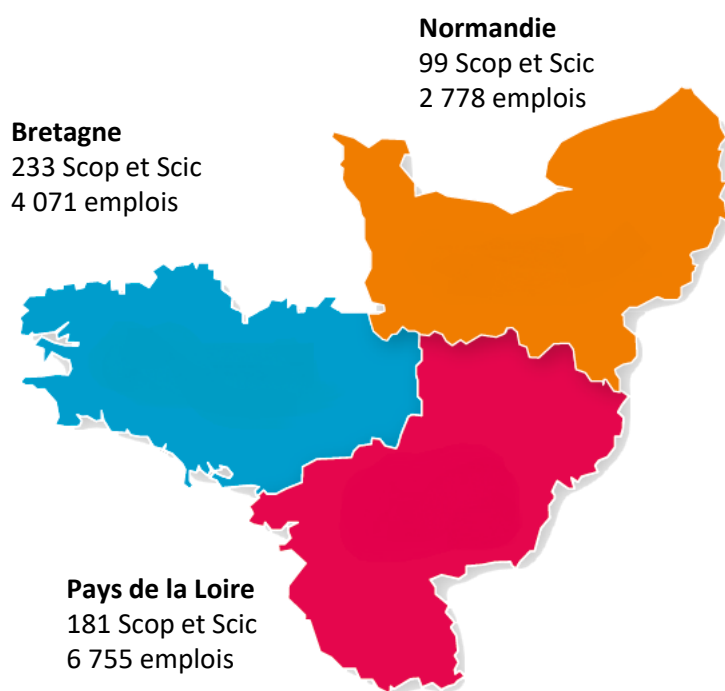 Normandie
99 Scop et Scic
2 778 emplois
Bretagne
233 Scop et Scic
4 071 emplois
Pays de la Loire
181 Scop et Scic
6 755 emplois